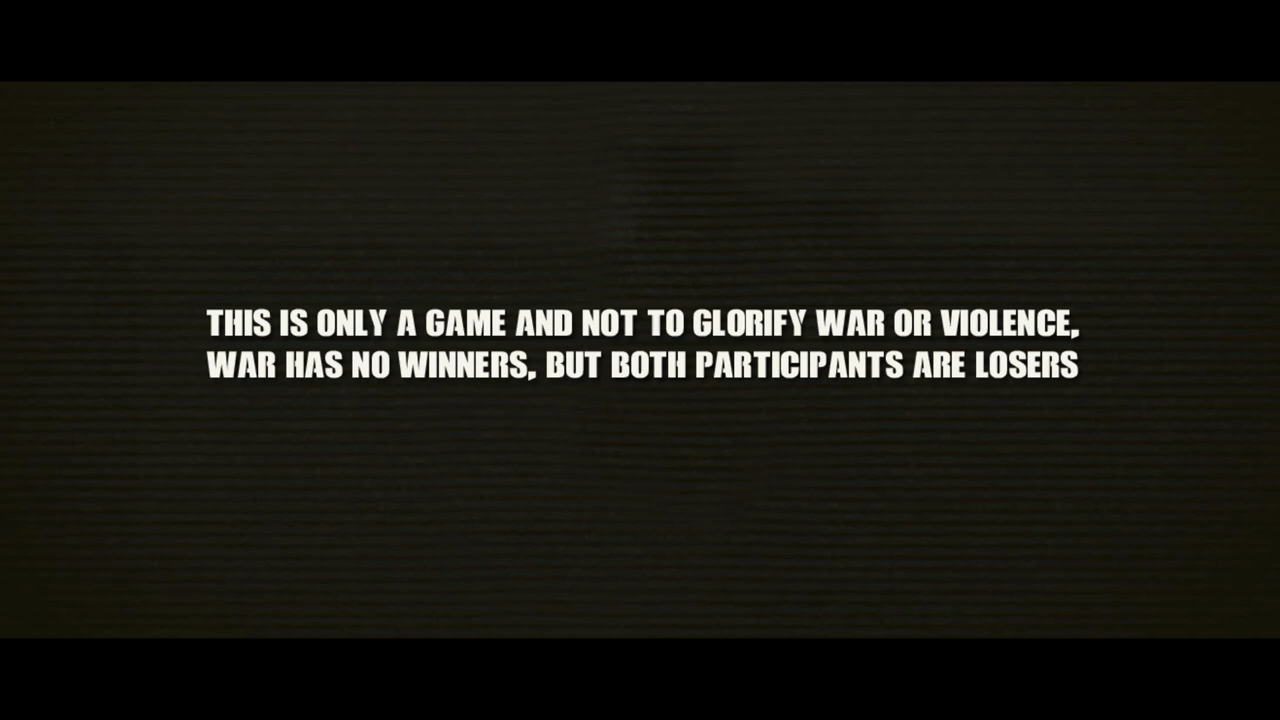 THIS IS ONLY A GAME AND NOT TO GLORIFY WAR OR VIOLENCE,
WAR HAS NO WINNERS, BUT BOTH PARTICIPANTS ARE LOSERS